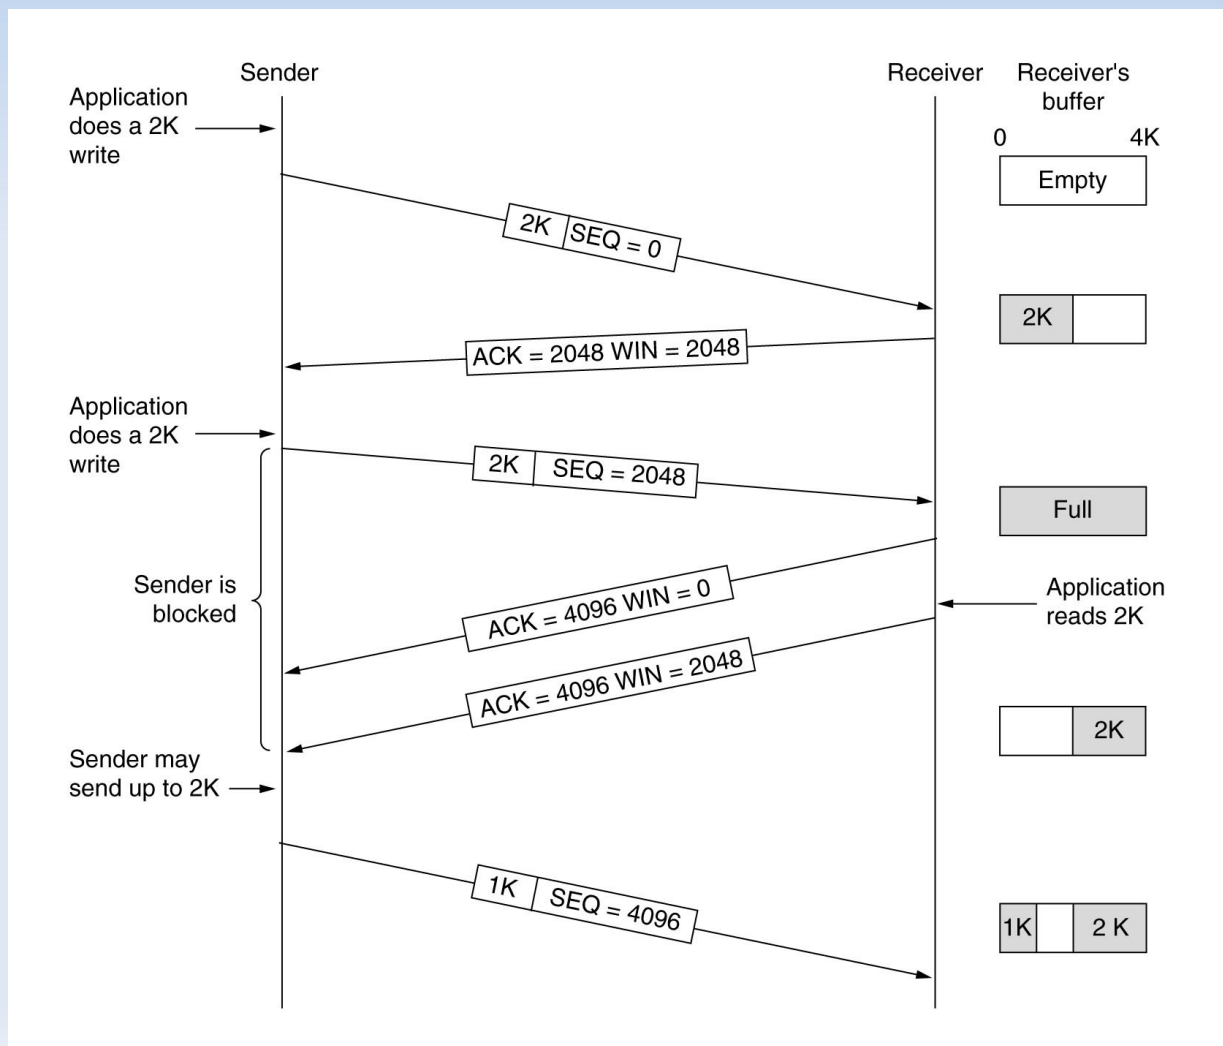 Sender
Receiver
Receiver's
buffer
Application
does a 2K
write
0
4K
Empty
2K SEQ = 0
2K
ACK = 2048 WIN = 2048
Application
does a 2K
write
2K SEQ = 2048
Full
Sender is
blocked
ACK = 4096 WIN = 0
Application
reads 2K
ACK = 4096 WIN = 2048
2K
Sender may
send up to 2K
1K SEQ = 4096
1K
2 K